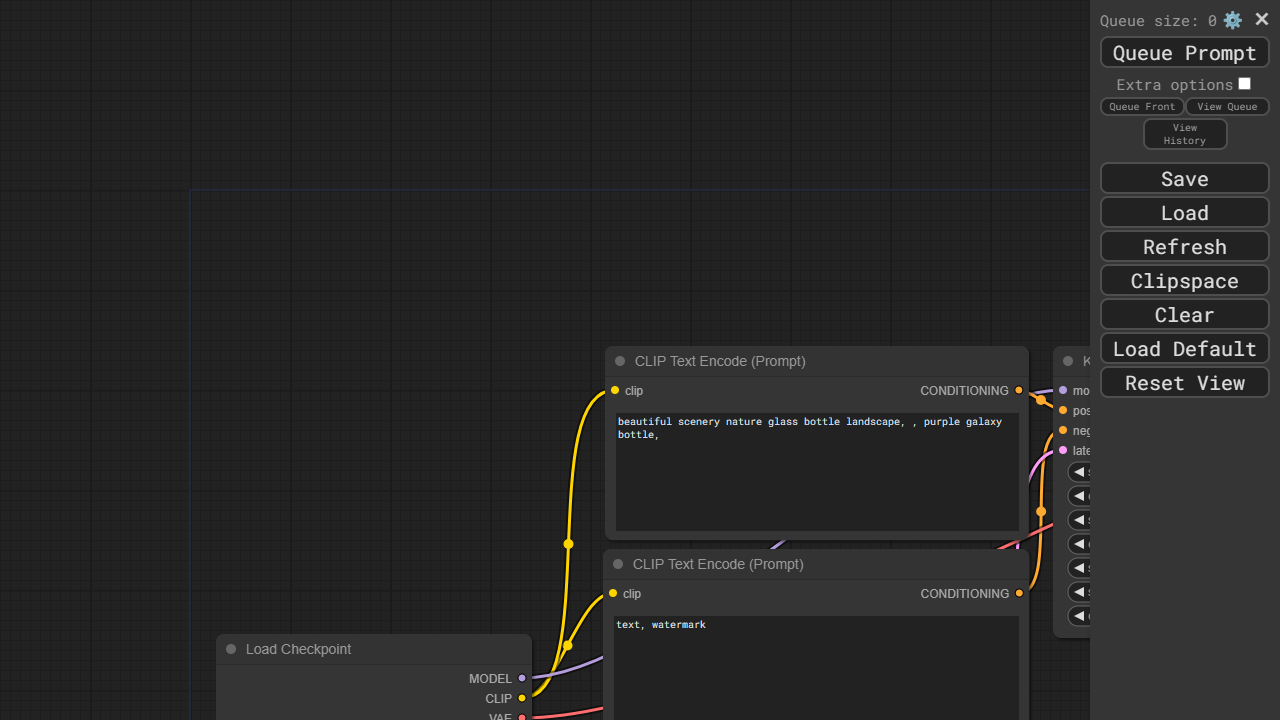 Queue size: 0
Queue Prompt
Extra options
Queue Front
View Queue
View
History
Save
Load
Refresh
Clipspace
Clear
Load Default
Reset View
CLIP Text Encode (Prompt)
clip
CONDITIONING
beautiful scenery nature glass bottle landscape, , purple galaxy
bottle,
K
mo
pos
neg
late
CLIP Text Encode (Prompt)
clip
CONDITIONING
text, watermark
Load Checkpoint
MODEL
CLIP
VAE